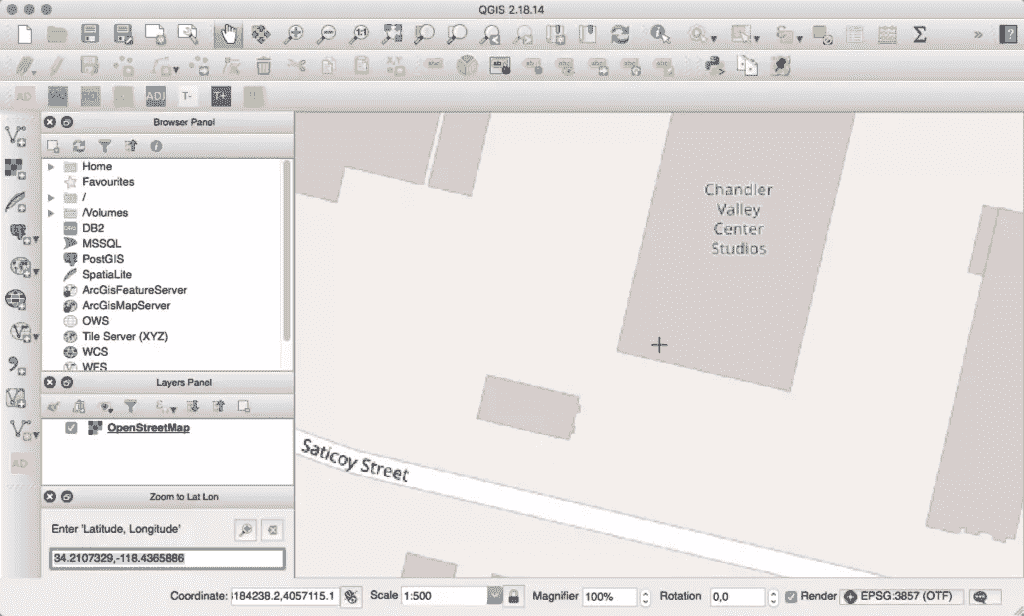 QGIS 2.18.14
Browser Panel
Home
Favourites
/
/Volumes
DB2
MSSQL
PostGIS
SpatiaLite
ArcGisFeatureServer
ArcGisMapServer
OWS
Tile Server (XYZ)
WCS
WFS
Layers Panel
OpenStreetMap
Zoom to Lat Lon
Enter 'Latitude, Longitude'
34.2107329,-118.4365886
Chandler
Valley
Center
Studios
Saticoy Street
Coordinate: 184238.2,4057115.1 Scale 1:500 Magnifier 100% Rotation 0,0 Render EPSG:3857 (OTF)